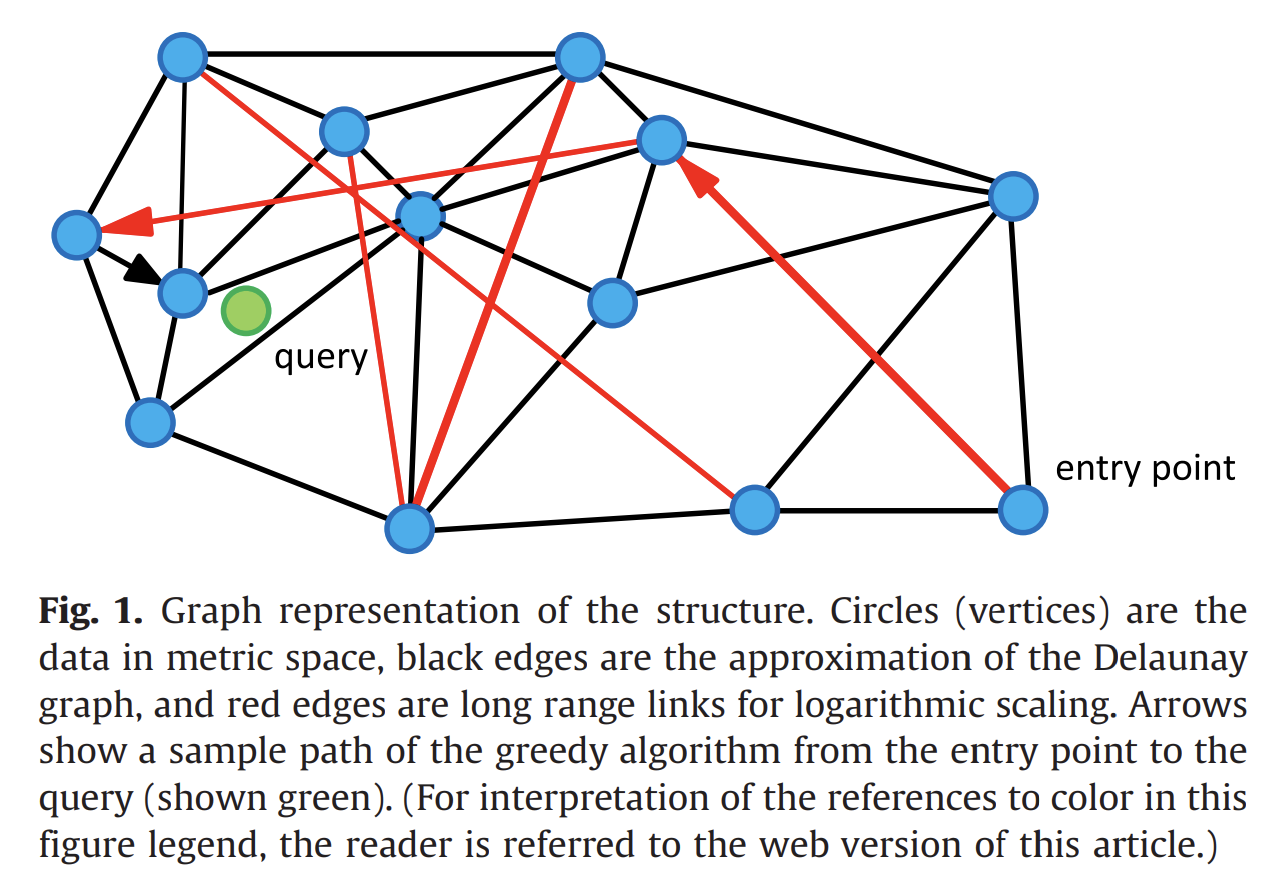 query
entry point
Fig. 1. Graph representation of the structure. Circles (vertices) are the
data in metric space, black edges are the approximation of the Delaunay
graph, and red edges are long range links for logarithmic scaling. Arrows
show a sample path of the greedy algorithm from the entry point to the
query (shown green). (For interpretation of the references to color in this
figure legend, the reader is referred to the web version of this article.)